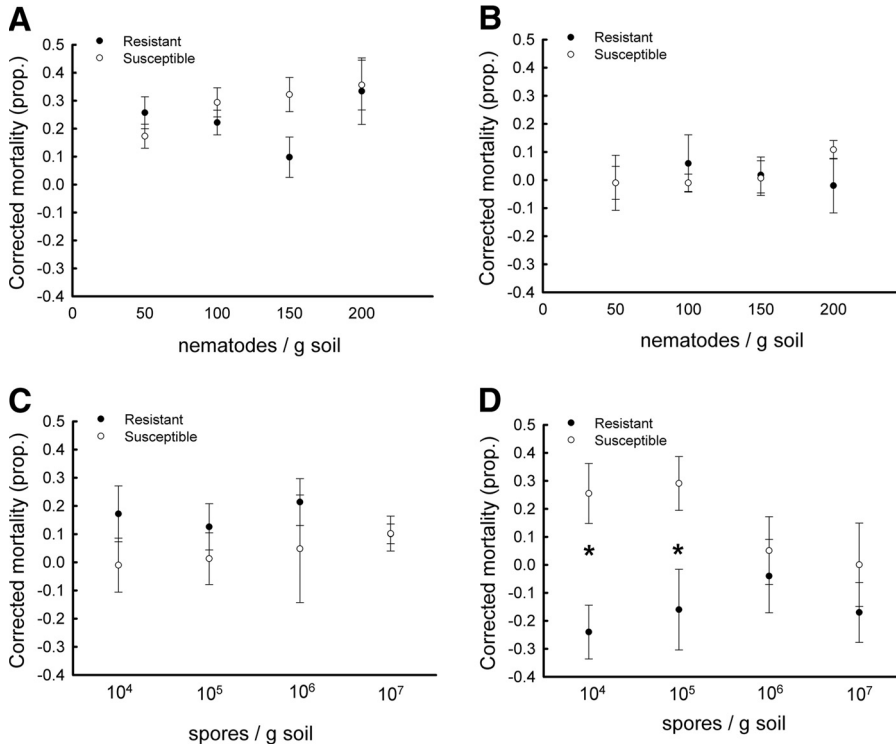 A
Resistant
Susceptible
Corrected mortality (prop.)
0.5
0.4
0.3
0.2
0.1
0.0
-0.1
-0.2
-0.3
-0.4
0 50 100 150 200
nematodes / g soil
B
Resistant
Susceptible
Corrected mortality (prop.)
0.5
0.4
0.3
0.2
0.1
0.0
-0.1
-0.2
-0.3
-0.4
0 50 100 150 200
nematodes / g soil
C
Resistant
Susceptible
Corrected mortality (prop.)
0.5
0.4
0.3
0.2
0.1
0.0
-0.1
-0.2
-0.3
-0.4
10⁴ 10⁵ 10⁶ 10⁷
spores / g soil
D
Resistant
Susceptible
Corrected mortality (prop.)
0.5
0.4
0.3
0.2
0.1
0.0
-0.1
-0.2
-0.3
-0.4
* *
10⁴ 10⁵ 10⁶ 10⁷
spores / g soil